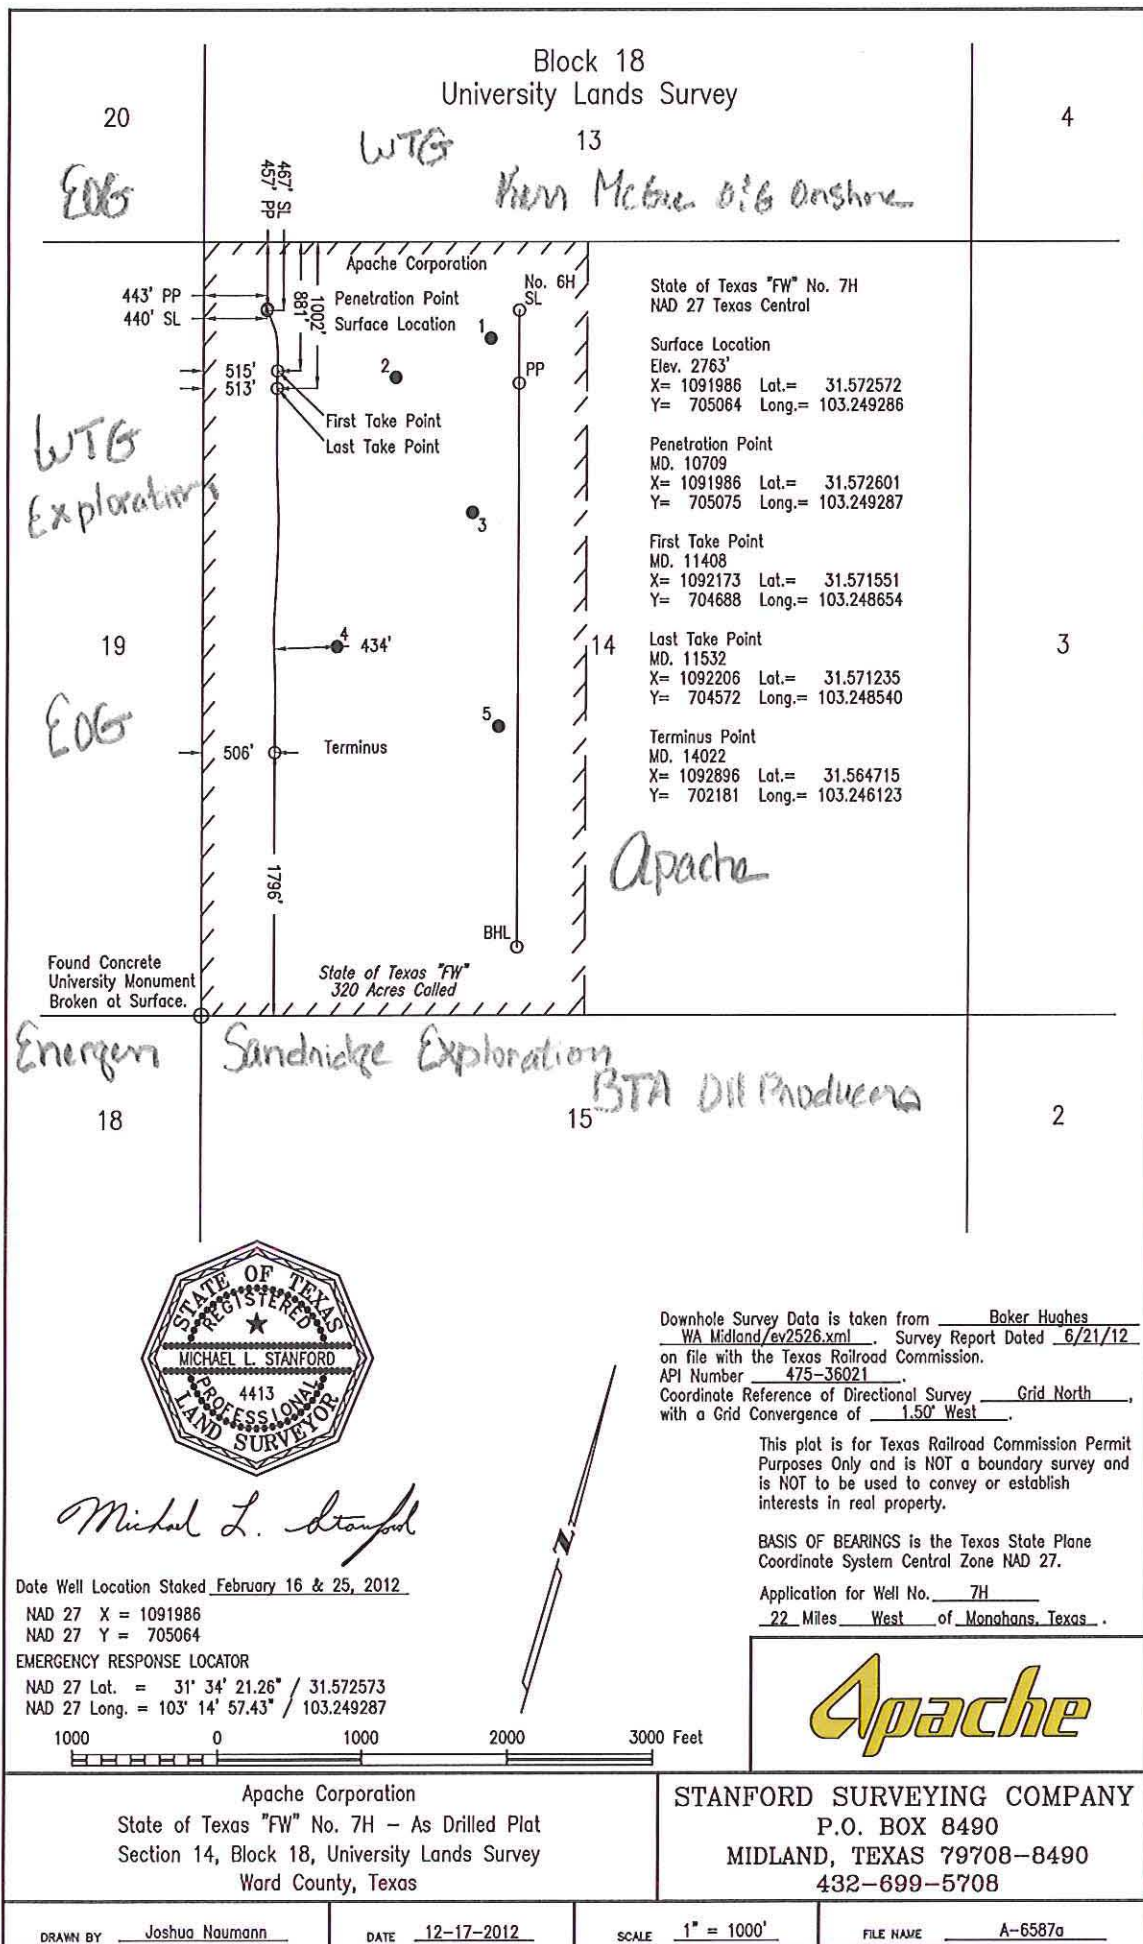 Block 18
University Lands Survey
20
13
4
WTG
EOG
Kerr McGee O&G Onshore
467' SL
457' PP
Apache Corporation
No. 6H
SL
443' PP
440' SL
Penetration Point
Surface Location
881'
1002'
1
2
PP
515'
513'
First Take Point
Last Take Point
WTG
Exploration
3
State of Texas "FW" No. 7H
NAD 27 Texas Central
Surface Location
Elev. 2763'
X= 1091986 Lat.= 31.572572
Y= 705064 Long.= 103.249286
Penetration Point
MD. 10709
X= 1091986 Lat.= 31.572601
Y= 705075 Long.= 103.249287
First Take Point
MD. 11408
X= 1092173 Lat.= 31.571551
Y= 704688 Long.= 103.248654
Last Take Point
MD. 11532
X= 1092206 Lat.= 31.571235
Y= 704572 Long.= 103.248540
Terminus Point
MD. 14022
X= 1092896 Lat.= 31.564715
Y= 702181 Long.= 103.246123
19
4
434'
14
3
EOG
5
506'
Terminus
Apache
1796'
BHL
Found Concrete
University Monument
Broken at Surface.
State of Texas "FW"
320 Acres Called
Energen
Sandridge Exploration
BTA Oil Producers
18
15
2
STATE OF TEXAS
REGISTERED
MICHAEL L. STANFORD
4413
PROFESSIONAL
LAND SURVEYOR
Michael L. Stanford
Downhole Survey Data is taken from Baker Hughes
WA Midland/ev2526.xml . Survey Report Dated 6/21/12
on file with the Texas Railroad Commission.
API Number 475-36021 .
Coordinate Reference of Directional Survey Grid North ,
with a Grid Convergence of 1.50° West .
This plat is for Texas Railroad Commission Permit
Purposes Only and is NOT a boundary survey and
is NOT to be used to convey or establish
interests in real property.
BASIS OF BEARINGS is the Texas State Plane
Coordinate System Central Zone NAD 27.
Application for Well No. 7H
22 Miles West of Monahans, Texas .
Z
Date Well Location Staked February 16 & 25, 2012
NAD 27 X = 1091986
NAD 27 Y = 705064
EMERGENCY RESPONSE LOCATOR
NAD 27 Lat. = 31° 34' 21.26" / 31.572573
NAD 27 Long. = 103° 14' 57.43" / 103.249287
1000 0 1000 2000 3000 Feet
Apache
Apache Corporation
State of Texas "FW" No. 7H - As Drilled Plat
Section 14, Block 18, University Lands Survey
Ward County, Texas
STANFORD SURVEYING COMPANY
P.O. BOX 8490
MIDLAND, TEXAS 79708-8490
432-699-5708
DRAWN BY Joshua Naumann
DATE 12-17-2012
SCALE 1" = 1000'
FILE NAME A-6587a